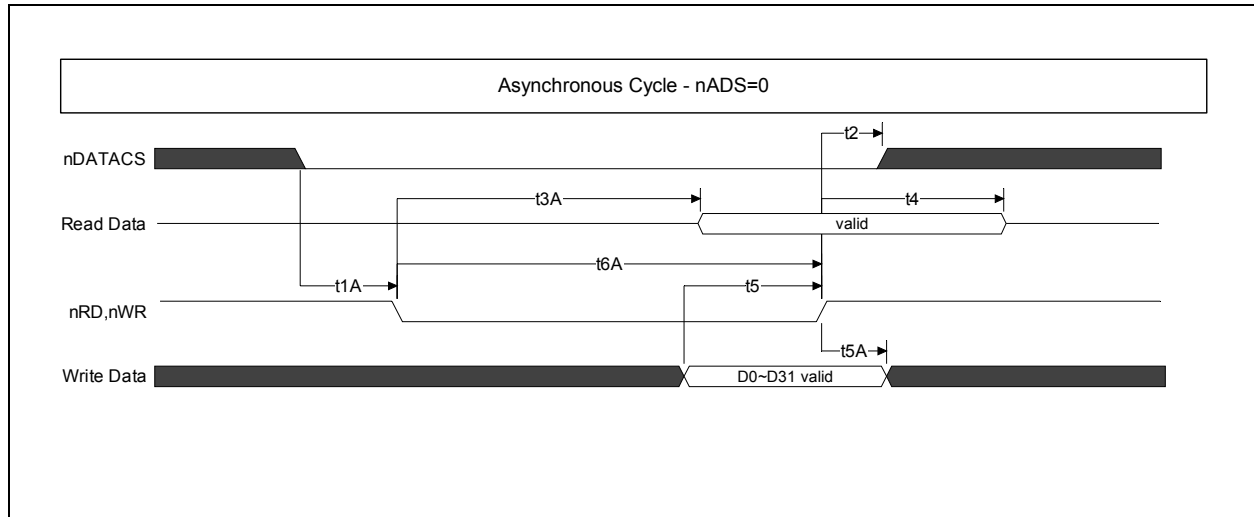 Asynchronous Cycle - nADS=0
t2
nDATACS
t3A
t4
Read Data
valid
t6A
t1A
t5
nRD,nWR
t5A
Write Data
D0~D31 valid